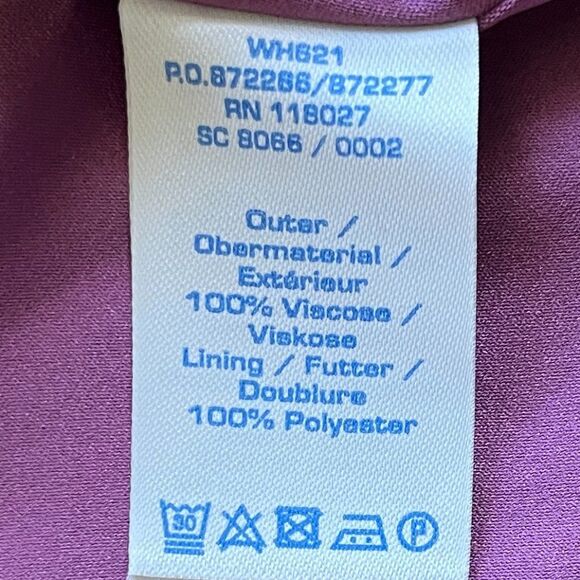 WH621
P.O.872266/872277
RN 118027
SC 8066 / 0002
Outer /
Obermaterial /
Extérieur
100% Viscose /
Viskose
Lining / Futter /
Doublure
100% Polyester
30 P